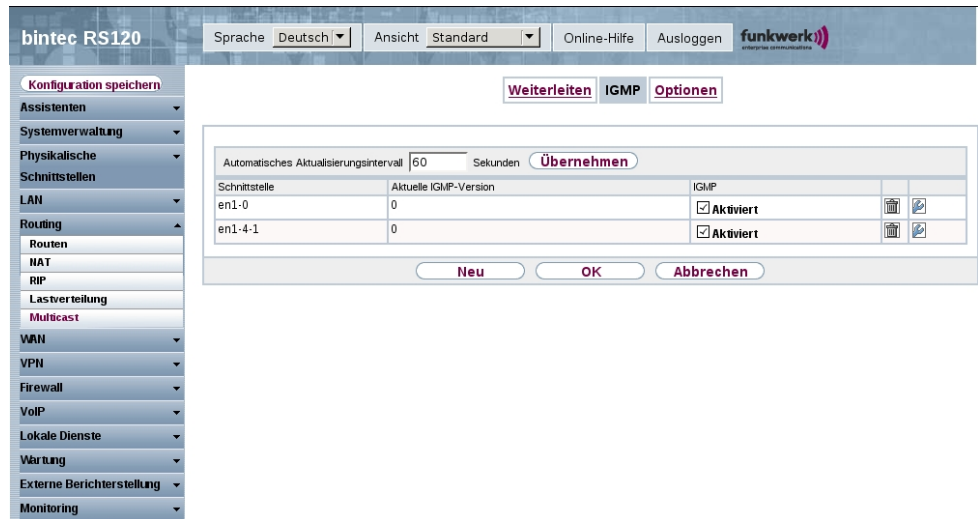 bintec RS120
Sprache Deutsch Ansicht Standard Online-Hilfe Ausloggen funkwerk
enterprise communications
Konfiguration speichern
Assistenten
Systemverwaltung
Physikalische
Schnittstellen
LAN
Routing
Routen
NAT
RIP
Lastverteilung
Multicast
WAN
VPN
Firewall
VoIP
Lokale Dienste
Wartung
Externe Berichterstellung
Monitoring
Weiterleiten IGMP Optionen
Automatisches Aktualisierungsintervall 60 Sekunden Übernehmen
Schnittstelle Aktuelle IGMP-Version IGMP
en1-0 0 Aktiviert
en1-4-1 0 Aktiviert
Neu OK Abbrechen